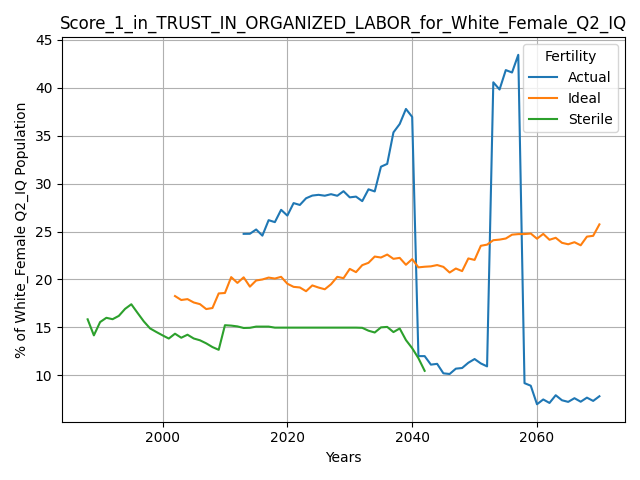 Score_1_in_TRUST_IN_ORGANIZED_LABOR_for_White_Female_Q2_IQ
45
40
35
30
25
20
15
10
% of White_Female Q2_IQ Population
Fertility
Actual
Ideal
Sterile
2000
2020
2040
2060
Years